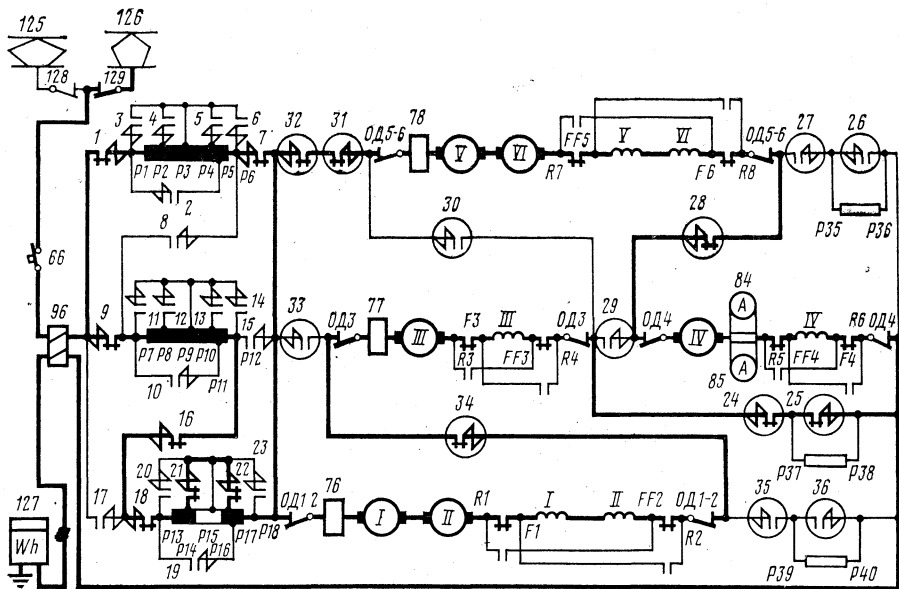 125 126
128 129
3 4 5 6
1 7 32 31 ОД5-6 78 V VI FF5 V VI ОД5-6 27 26
P1 P2 P3 P4 P5 P6 R7 F6 R8
2
8 30 28 P35 P36
66
96 9 11 12 13 14 33 ОД3 77 III F3 III ОД3 29 ОД4 IV 84 A IV R6 ОД4
P7 P8 P9 P10 15 P12 R3 FF3 R4 R5 FF4 F4
10 P11 85 A
16 34 24 25
20 21 22 23 P37 P38
17 18 ОД1 2 76 I II R1 I II FF2 ОД1-2 35 36
P13 P14 P15 P16 P17 P18 F1 R2
19 P39 P40
127
Wh